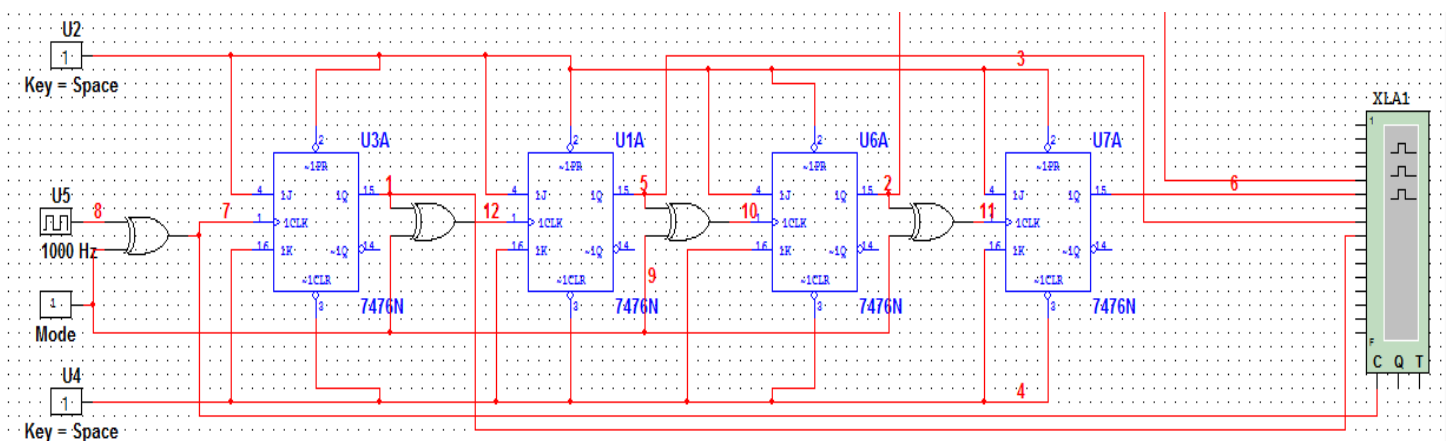 U2
1
Key = Space
3
XLA1
1
2
U3A
2
U1A
2
U6A
2
U7A
~1PR
~1PR
~1PR
~1PR
U5
8
1000 Hz
7
4
1J
1Q
15
1
1
1CLK
16
1K
~1Q
14
~1CLR
3
7476N
12
4
1J
1Q
15
5
1
1CLK
16
1K
~1Q
14
~1CLR
3
7476N
10
9
4
1J
1Q
15
2
1
1CLK
16
1K
~1Q
14
~1CLR
3
7476N
11
4
1J
1Q
15
6
1
1CLK
16
1K
~1Q
14
~1CLR
3
7476N
F
C Q T
1
Mode
U4
1
Key = Space
4